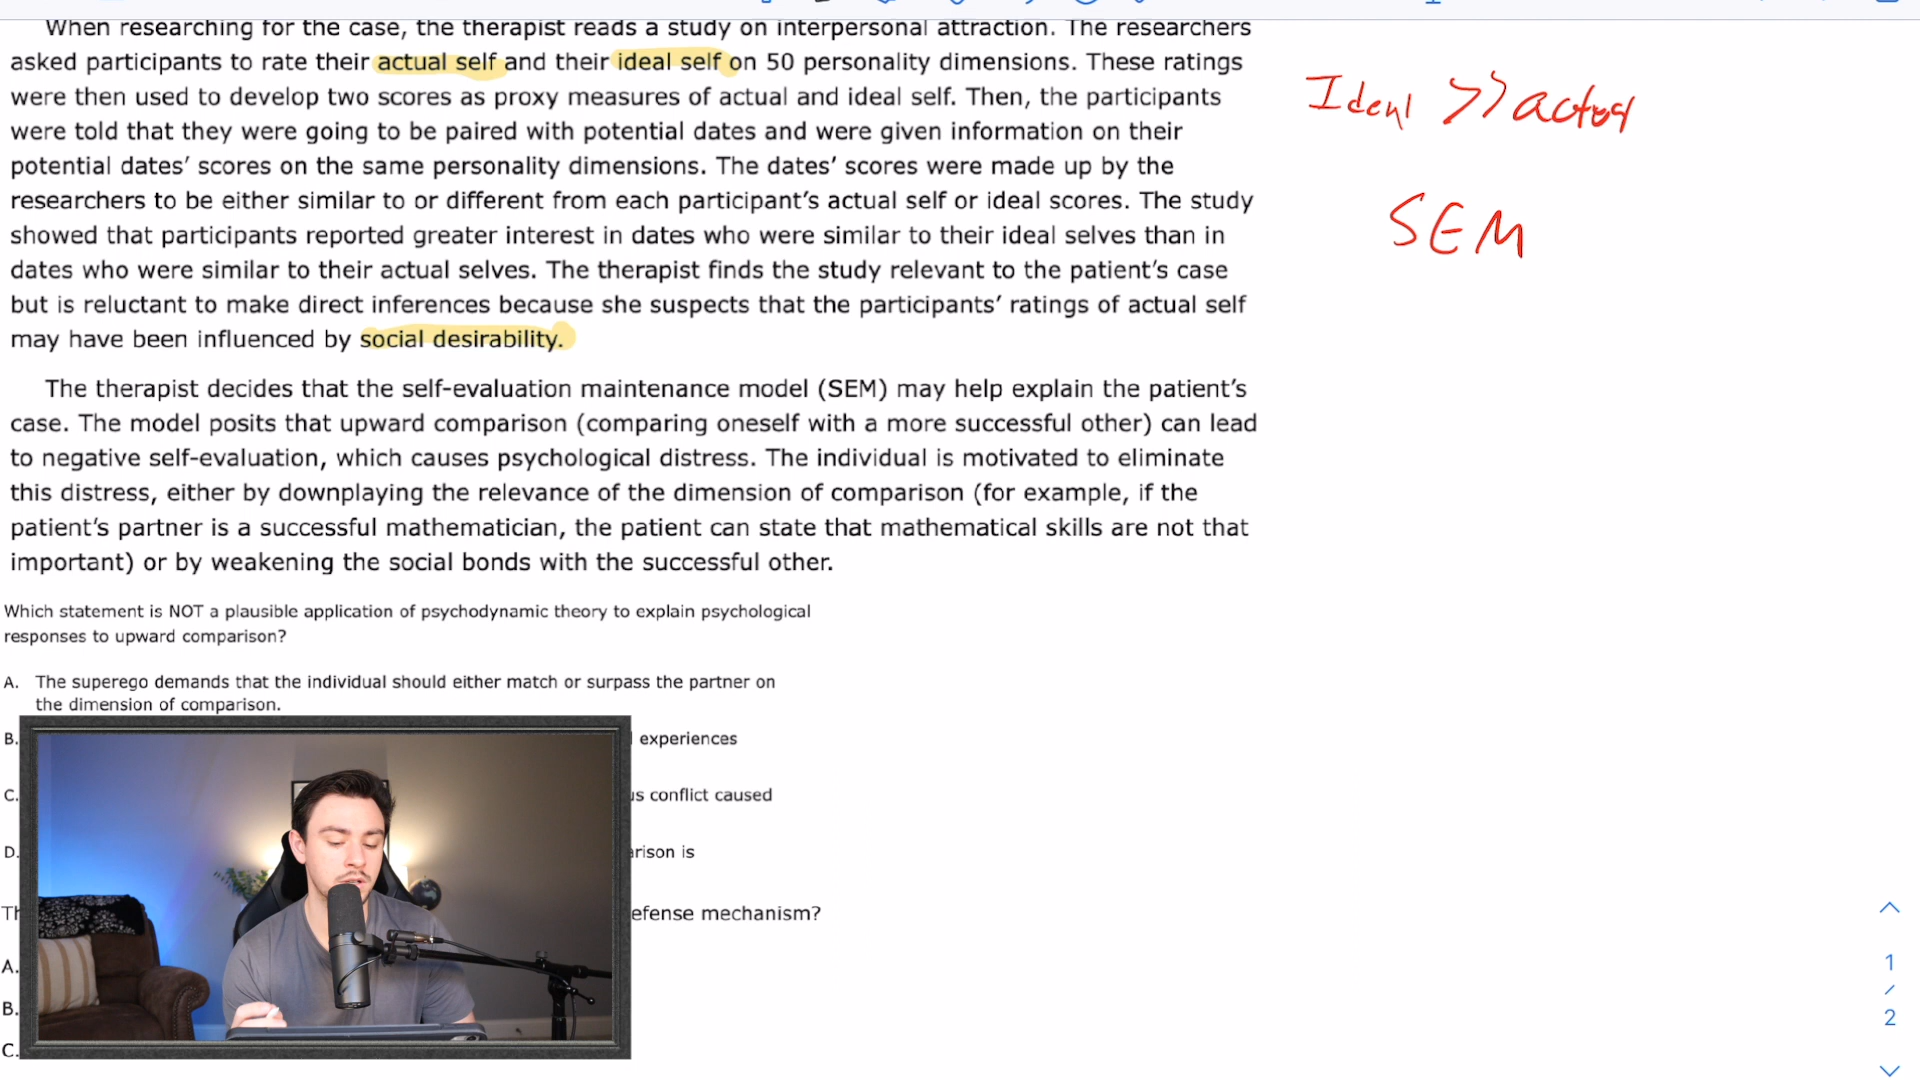 When researching for the case, the therapist reads a study on interpersonal attraction. The researchers
asked participants to rate their actual self and their ideal self on 50 personality dimensions. These ratings
were then used to develop two scores as proxy measures of actual and ideal self. Then, the participants
were told that they were going to be paired with potential dates and were given information on their
potential dates’ scores on the same personality dimensions. The dates’ scores were made up by the
researchers to be either similar to or different from each participant’s actual self or ideal scores. The study
showed that participants reported greater interest in dates who were similar to their ideal selves than in
dates who were similar to their actual selves. The therapist finds the study relevant to the patient’s case
but is reluctant to make direct inferences because she suspects that the participants’ ratings of actual self
may have been influenced by social desirability.
Ideal >> actual
SEM
The therapist decides that the self-evaluation maintenance model (SEM) may help explain the patient’s
case. The model posits that upward comparison (comparing oneself with a more successful other) can lead
to negative self-evaluation, which causes psychological distress. The individual is motivated to eliminate
this distress, either by downplaying the relevance of the dimension of comparison (for example, if the
patient’s partner is a successful mathematician, the patient can state that mathematical skills are not that
important) or by weakening the social bonds with the successful other.
Which statement is NOT a plausible application of psychodynamic theory to explain psychological
responses to upward comparison?
A. The superego demands that the individual should either match or surpass the partner on
the dimension of comparison.
B. experiences
C. conflict caused
D. is
defense mechanism?
A.
B.
C.
1
/
2